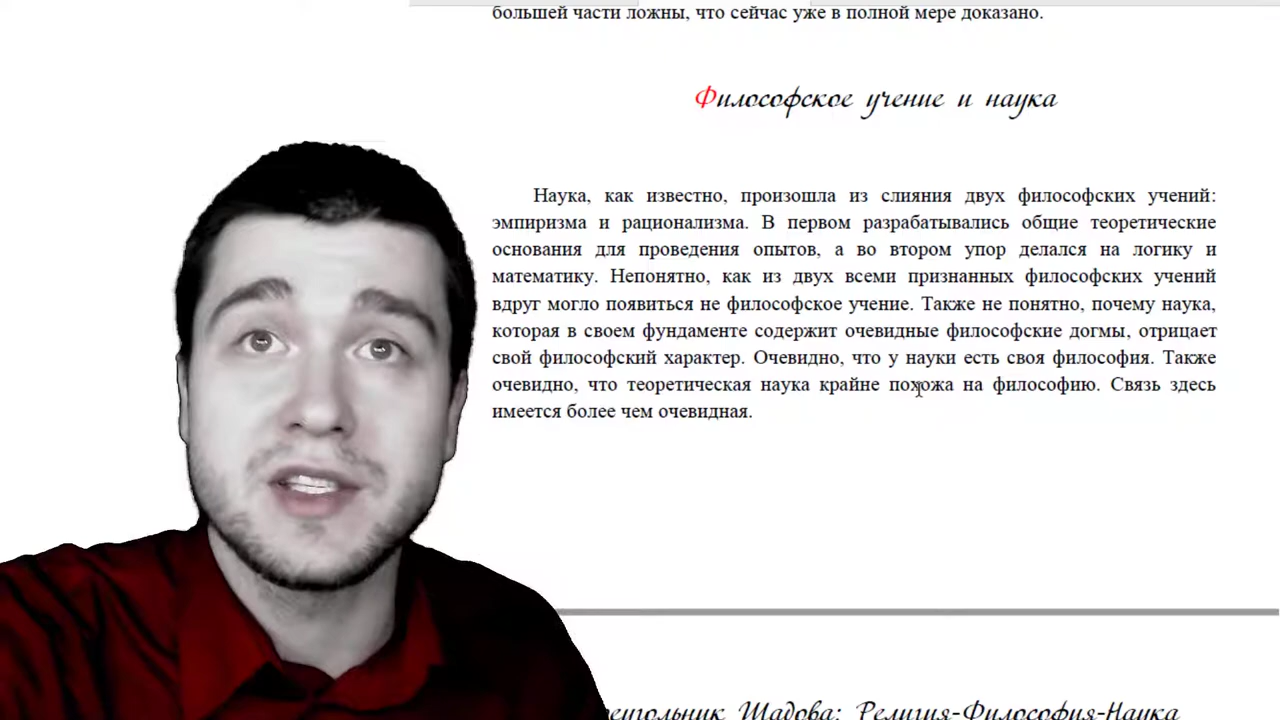 большей части ложны, что сейчас уже в полной мере доказано.
Философское учение и наука
Наука, как известно, произошла из слияния двух философских учений:
эмпиризма и рационализма. В первом разрабатывались общие теоретические
основания для проведения опытов, а во втором упор делался на логику и
математику. Непонятно, как из двух всеми признанных философских учений
вдруг могло появиться не философское учение. Также не понятно, почему наука,
которая в своем фундаменте содержит очевидные философские догмы, отрицает
свой философский характер. Очевидно, что у науки есть своя философия. Также
очевидно, что теоретическая наука крайне похожа на философию. Связь здесь
имеется более чем очевидная.
Шадова: Религия-Философия-Наука